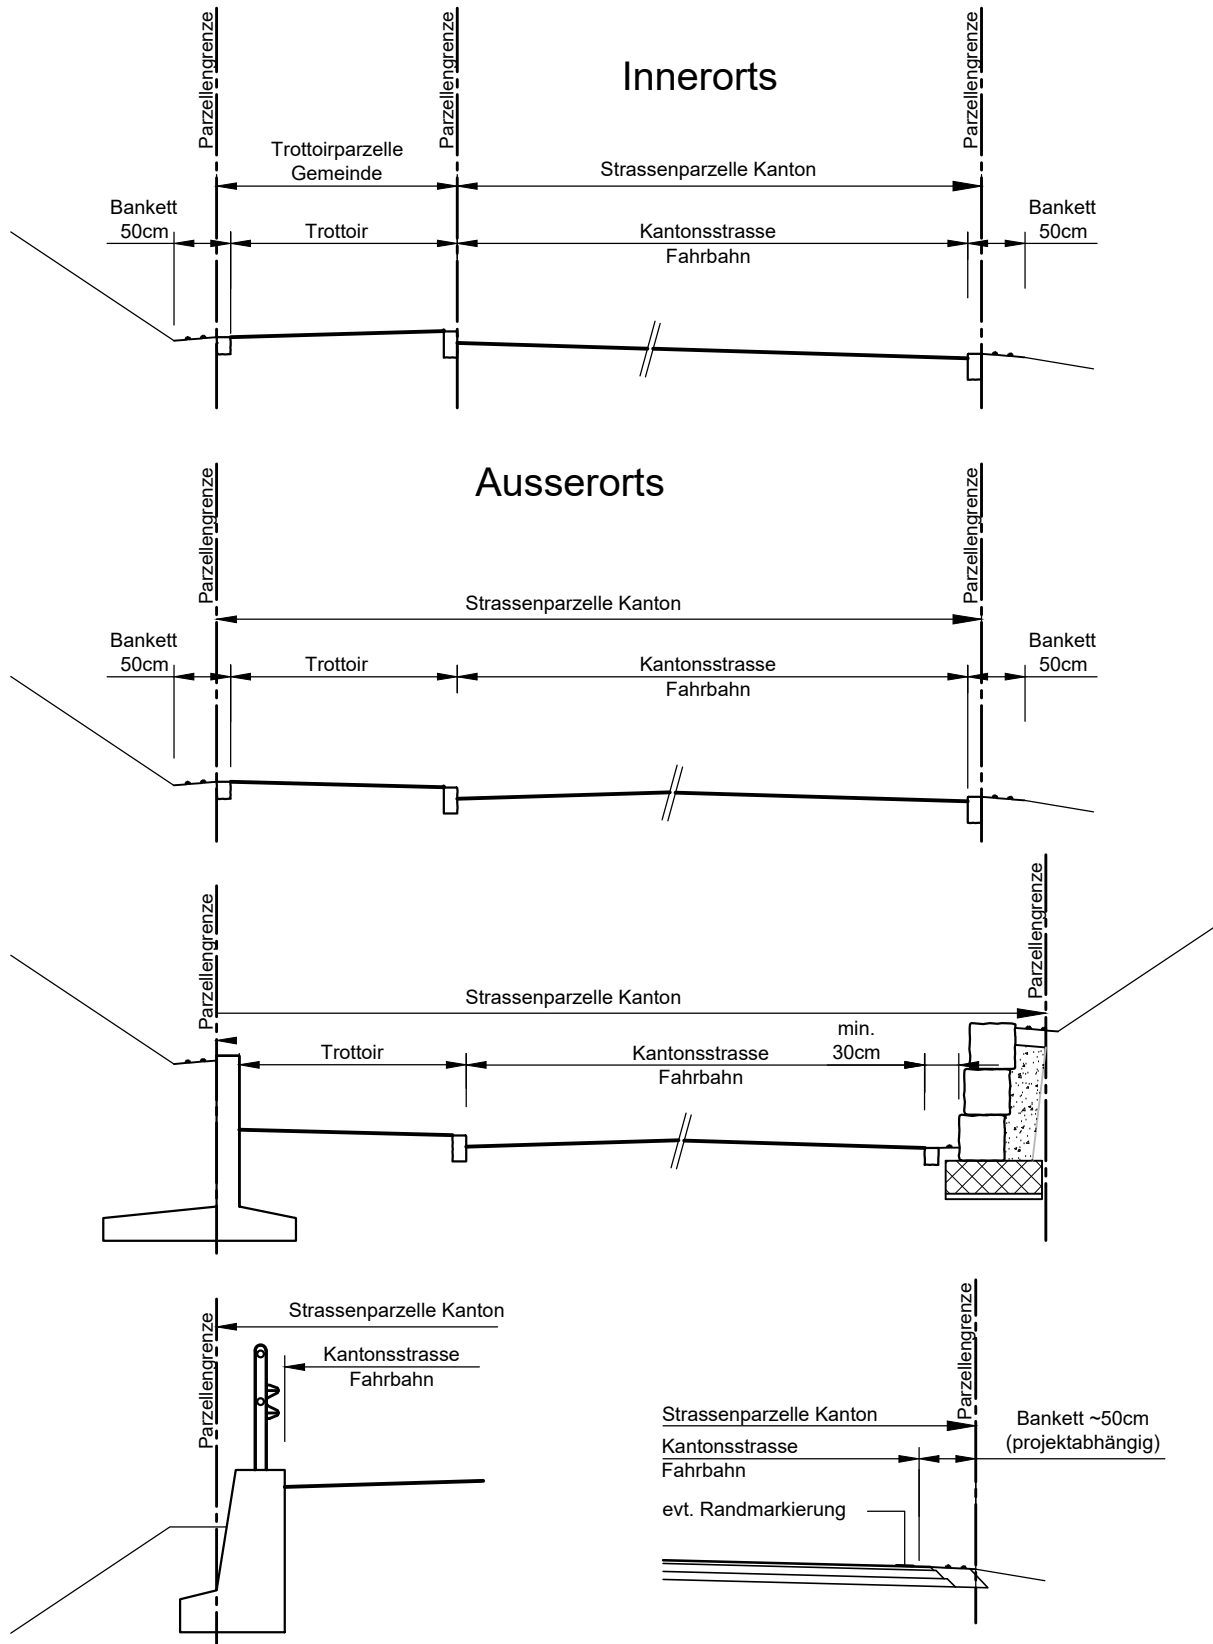 Innerorts
Parzellengrenze
Parzellengrenze
Parzellengrenze
Trottoirparzelle
Gemeinde
Strassenparzelle Kanton
Bankett
50cm
Trottoir
Kantonsstrasse
Fahrbahn
Bankett
50cm
Ausserorts
Parzellengrenze
Parzellengrenze
Strassenparzelle Kanton
Bankett
50cm
Trottoir
Kantonsstrasse
Fahrbahn
Bankett
50cm
Parzellengrenze
Parzellengrenze
Strassenparzelle Kanton
Trottoir
Kantonsstrasse
Fahrbahn
min.
30cm
Parzellengrenze
Strassenparzelle Kanton
Kantonsstrasse
Fahrbahn
Parzellengrenze
Strassenparzelle Kanton
Kantonsstrasse
Fahrbahn
Bankett ~50cm
(projektabhängig)
evt. Randmarkierung